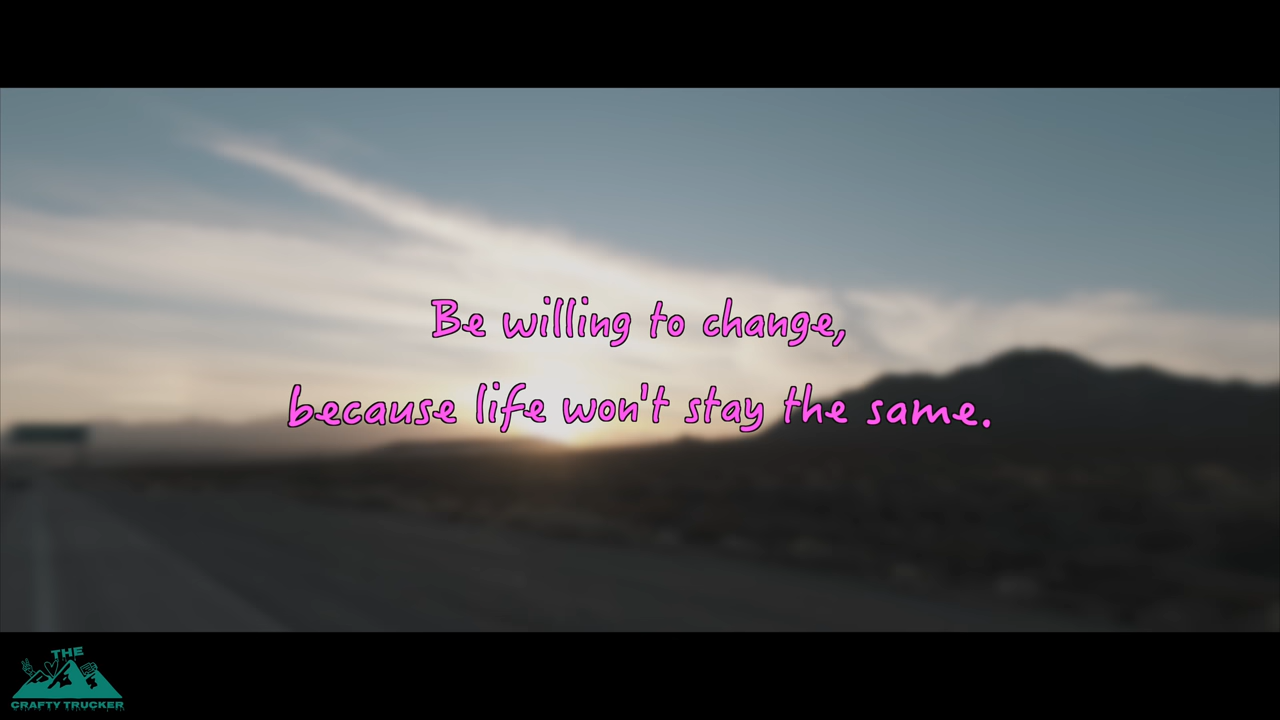 Be willing to change,
because life won't stay the same.
THE
CRAFTY TRUCKER